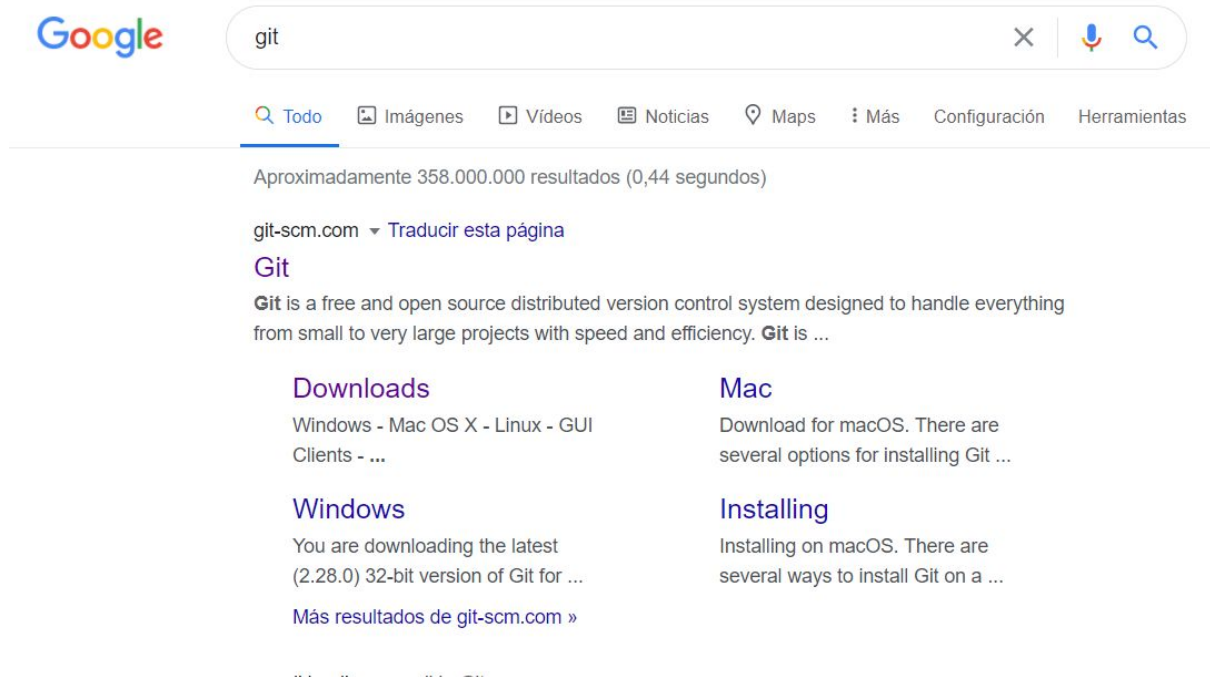 Google
git
Todo Imágenes Vídeos Noticias Maps Más Configuración Herramientas
Aproximadamente 358.000.000 resultados (0,44 segundos)
git-scm.com Traducir esta página
Git
Git is a free and open source distributed version control system designed to handle everything
from small to very large projects with speed and efficiency. Git is ...
Downloads
Windows - Mac OS X - Linux - GUI
Clients - ...
Mac
Download for macOS. There are
several options for installing Git ...
Windows
You are downloading the latest
(2.28.0) 32-bit version of Git for ...
Installing
Installing on macOS. There are
several ways to install Git on a ...
Más resultados de git-scm.com »